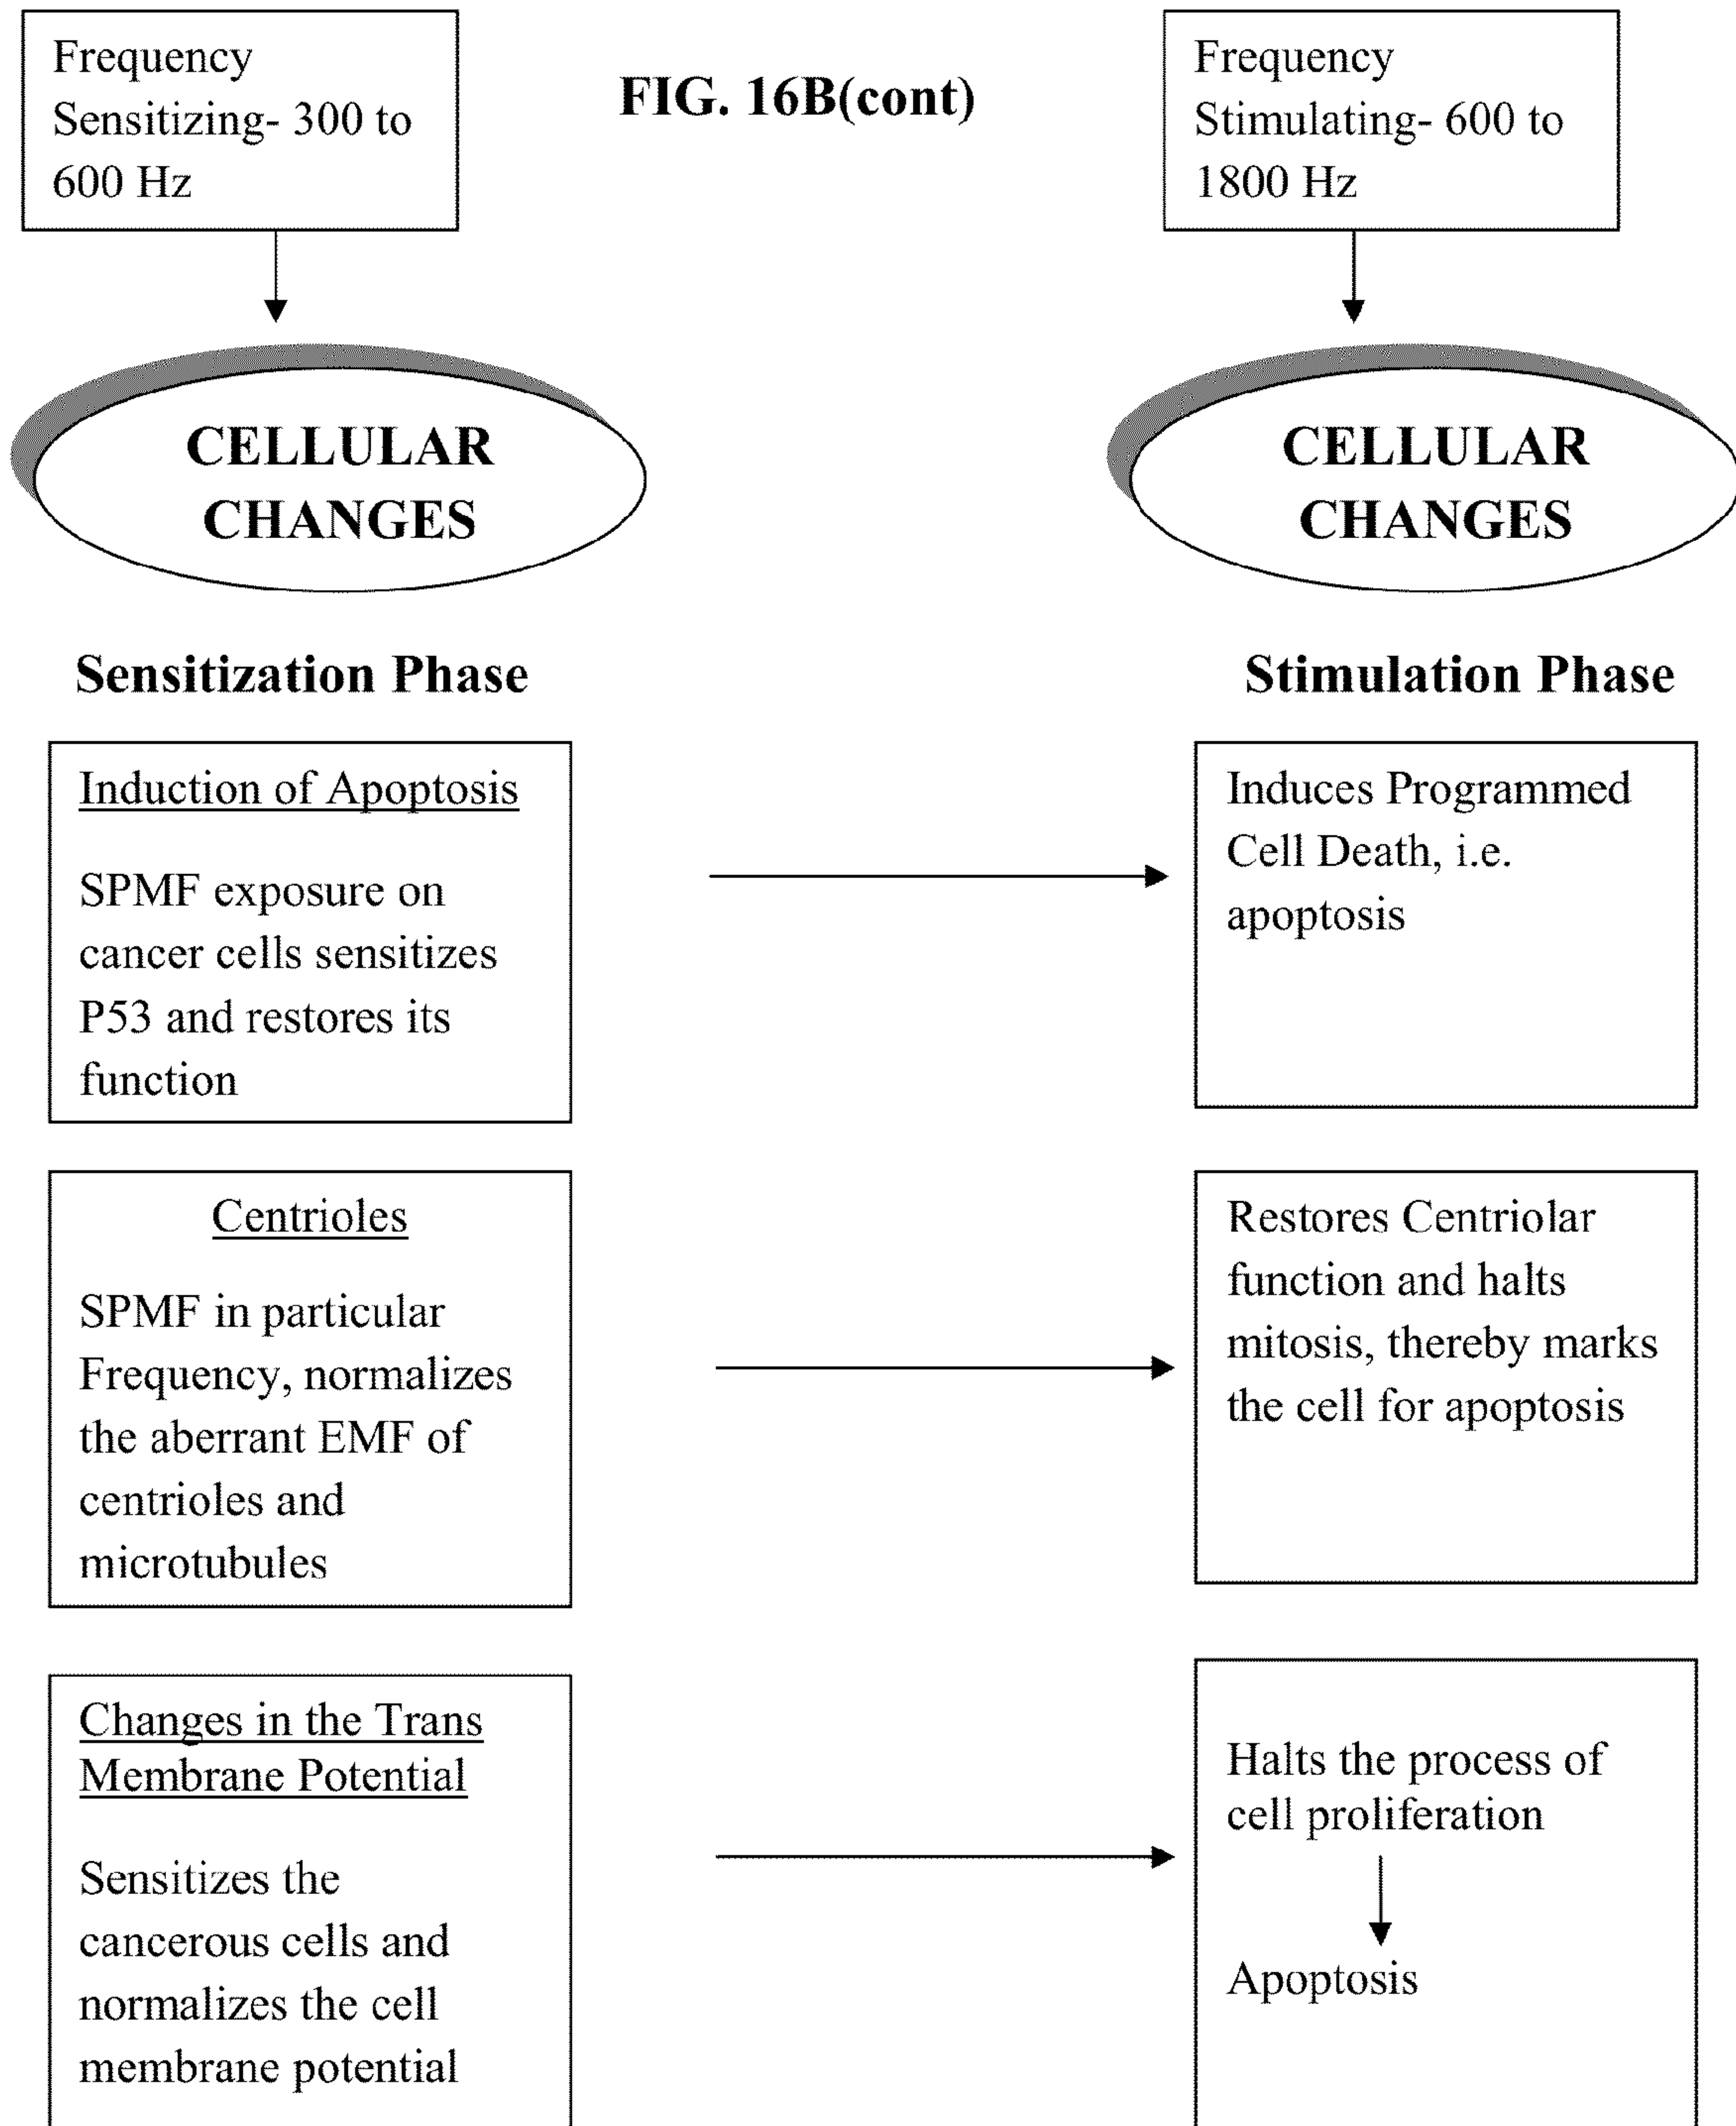 Frequency
Sensitizing- 300 to
600 Hz
FIG. 16B(cont)
Frequency
Stimulating- 600 to
1800 Hz
CELLULAR
CHANGES
CELLULAR
CHANGES
Sensitization Phase
Stimulation Phase
Induction of Apoptosis
SPMF exposure on
cancer cells sensitizes
P53 and restores its
function
Induces Programmed
Cell Death, i.e.
apoptosis
Centrioles
SPMF in particular
Frequency, normalizes
the aberrant EMF of
centrioles and
microtubules
Restores Centriolar
function and halts
mitosis, thereby marks
the cell for apoptosis
Changes in the Trans
Membrane Potential
Sensitizes the
cancerous cells and
normalizes the cell
membrane potential
Halts the process of
cell proliferation
Apoptosis